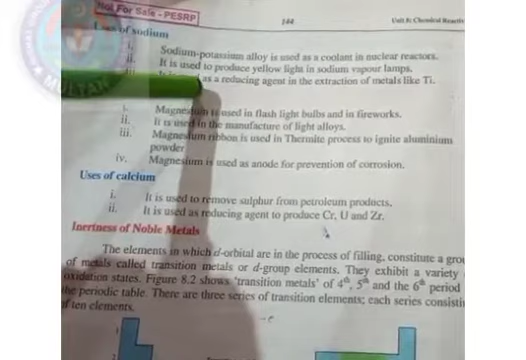 Not For Sale - PESRP
144
Unit 8: Chemical Reactiv
Uses of sodium
i. Sodium-potassium alloy is used as a coolant in nuclear reactors.
ii. It is used to produce yellow light in sodium vapour lamps.
as a reducing agent in the extraction of metals like Ti.
i. Magnesium is used in flash light bulbs and in fireworks.
ii. It is used in the manufacture of light alloys.
iii. Magnesium ribbon is used in Thermite process to ignite aluminium
powder
iv. Magnesium is used as anode for prevention of corrosion.
Uses of calcium
i. It is used to remove sulphur from petroleum products.
ii. It is used as reducing agent to produce Cr, U and Zr.
Inertness of Noble Metals
The elements in which d-orbital are in the process of filling, constitute a grou
of metals called transition metals or d-group elements. They exhibit a variety
oxidation states. Figure 8.2 shows 'transition metals' of 4th, 5th and the 6th period
the periodic table. There are three series of transition elements; each series consisti
of ten elements.
MULTAN